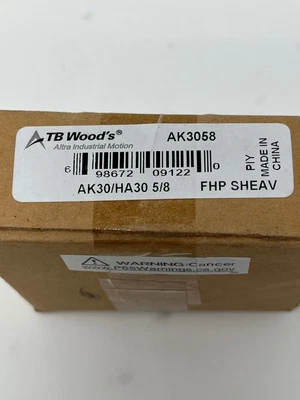 TB Wood's®
Altra Industrial Motion
AK3058
6 98672 09122 0
PIY
MADE IN
CHINA
AK30/HA30 5/8 FHP SHEAV
WARNING: Cancer
www.P65Warnings.ca.gov